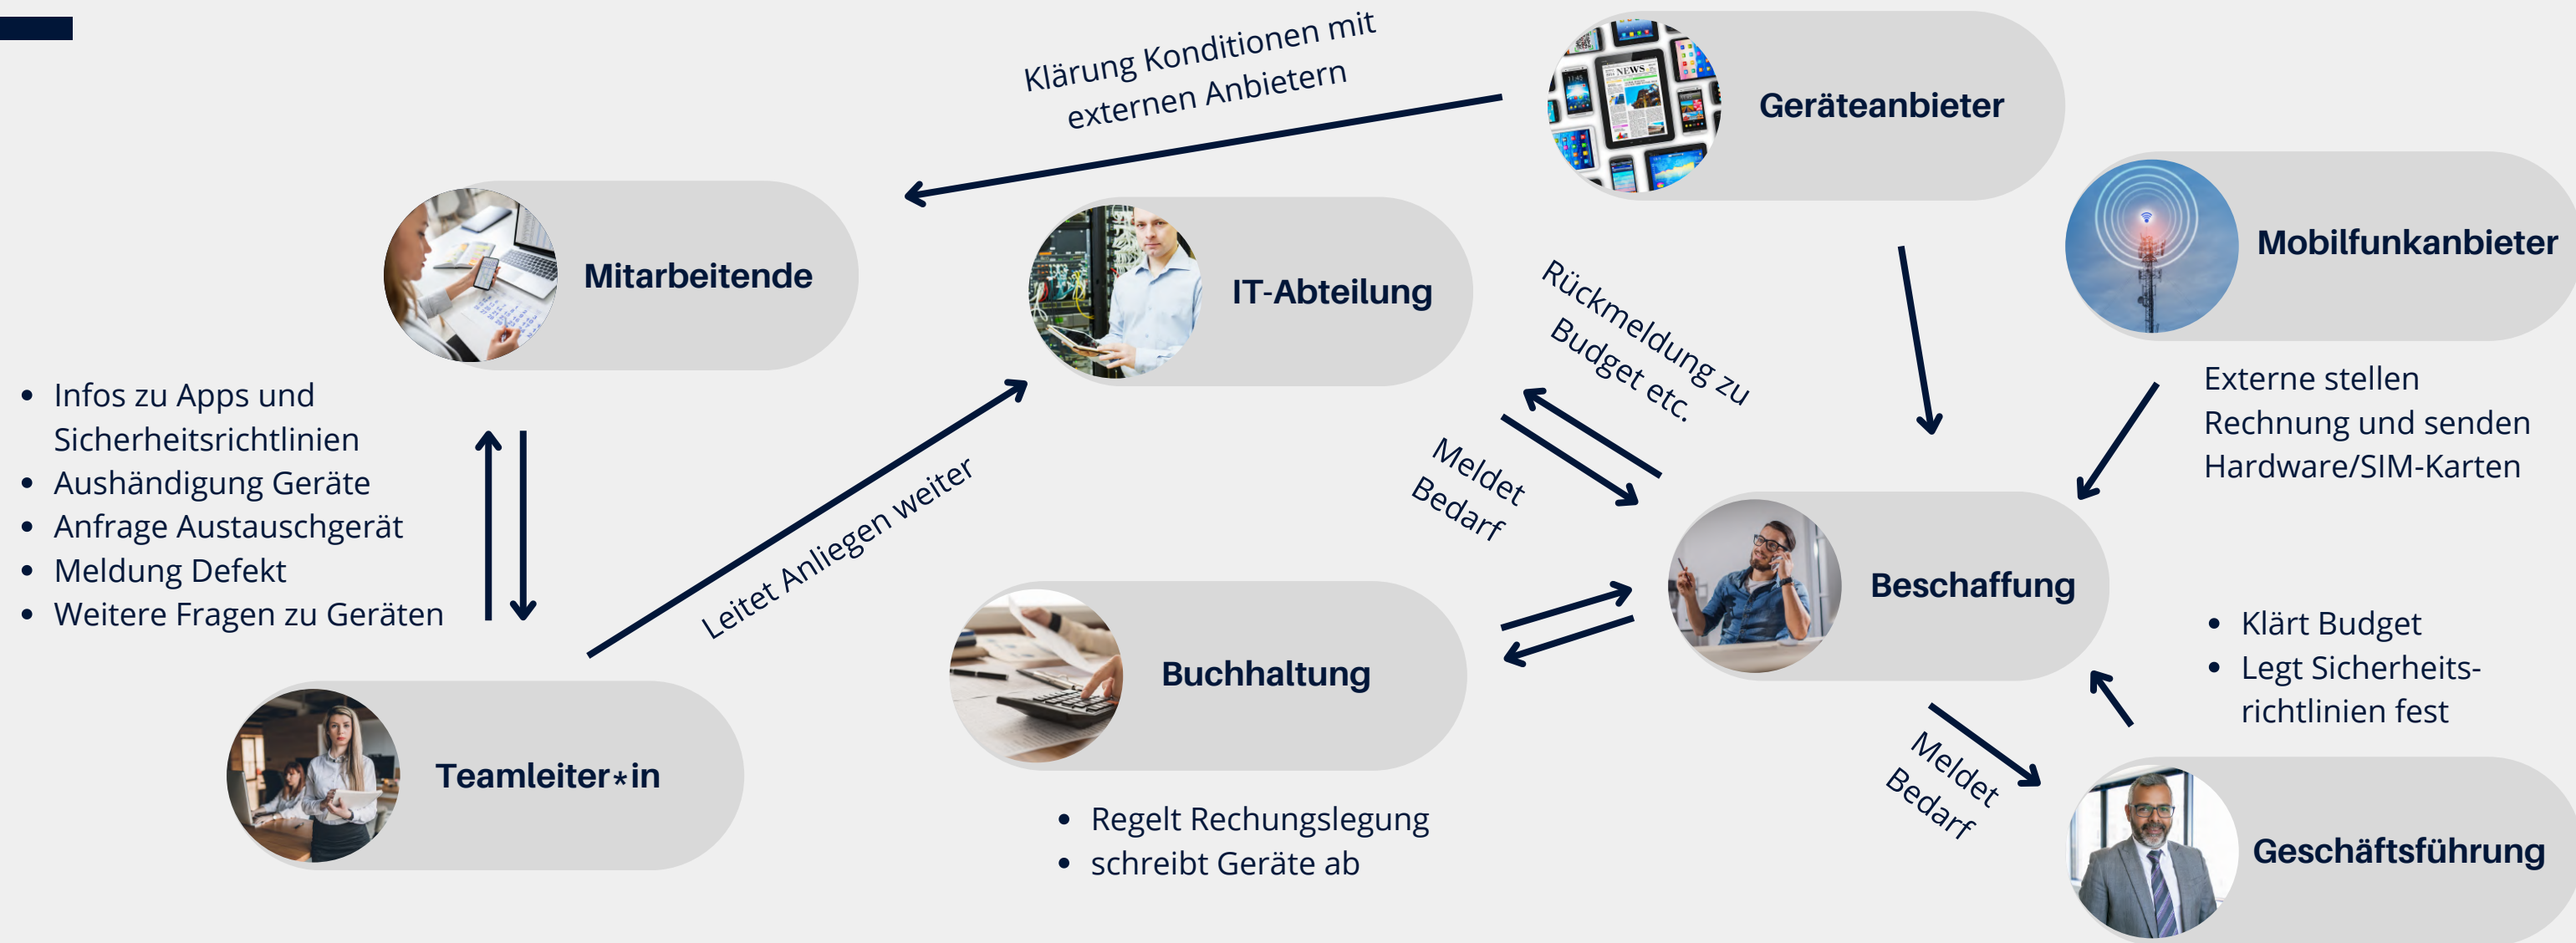 Klärung Konditionen mit
externen Anbietern
Geräteanbieter
Mobilfunkanbieter
Mitarbeitende
IT-Abteilung
Rückmeldung zu
Budget etc.
Externe stellen
Rechnung und senden
Hardware/SIM-Karten
• Infos zu Apps und
Sicherheitsrichtlinien
• Aushändigung Geräte
• Anfrage Austauschgerät
• Meldung Defekt
• Weitere Fragen zu Geräten
Leitet Anliegen weiter
Meldet
Bedarf
Beschaffung
• Klärt Budget
• Legt Sicherheits-
richtlinien fest
Buchhaltung
Teamleiter*in
Meldet
Bedarf
• Regelt Rechungslegung
• schreibt Geräte ab
Geschäftsführung
NEWS
11:45